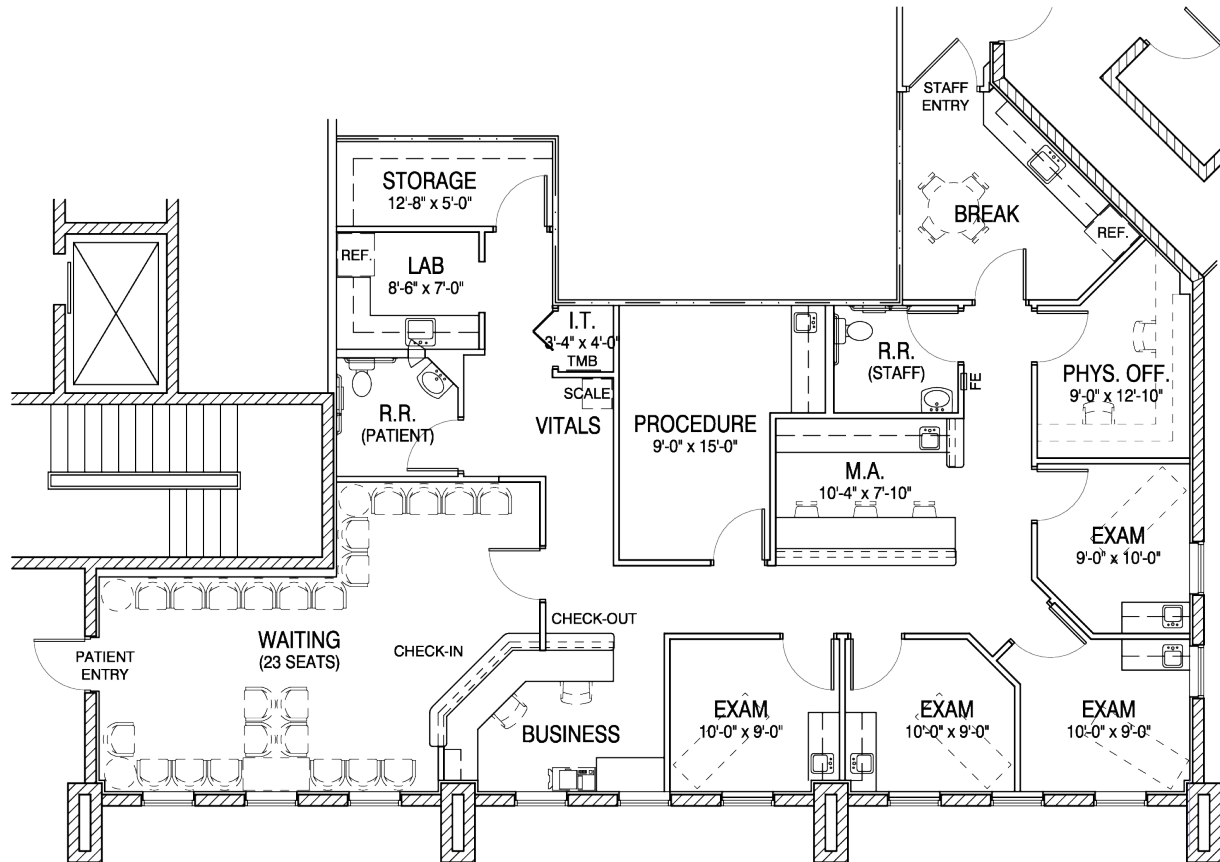 STAFF
ENTRY
STORAGE
12'-8" x 5'-0"
BREAK
REF.
REF.
LAB
8'-6" x 7'-0"
I.T.
3'-4" x 4'-0"
TMB
SCALE
VITALS
R.R.
(PATIENT)
PROCEDURE
9'-0" x 15'-0"
R.R.
(STAFF)
FE
PHYS. OFF.
9'-0" x 12'-10"
M.A.
10'-4" x 7'-10"
EXAM
9'-0" x 10'-0"
PATIENT
ENTRY
WAITING
(23 SEATS)
CHECK-IN
CHECK-OUT
BUSINESS
EXAM
10'-0" x 9'-0"
EXAM
10'-0" x 9'-0"
EXAM
10'-0" x 9'-0"